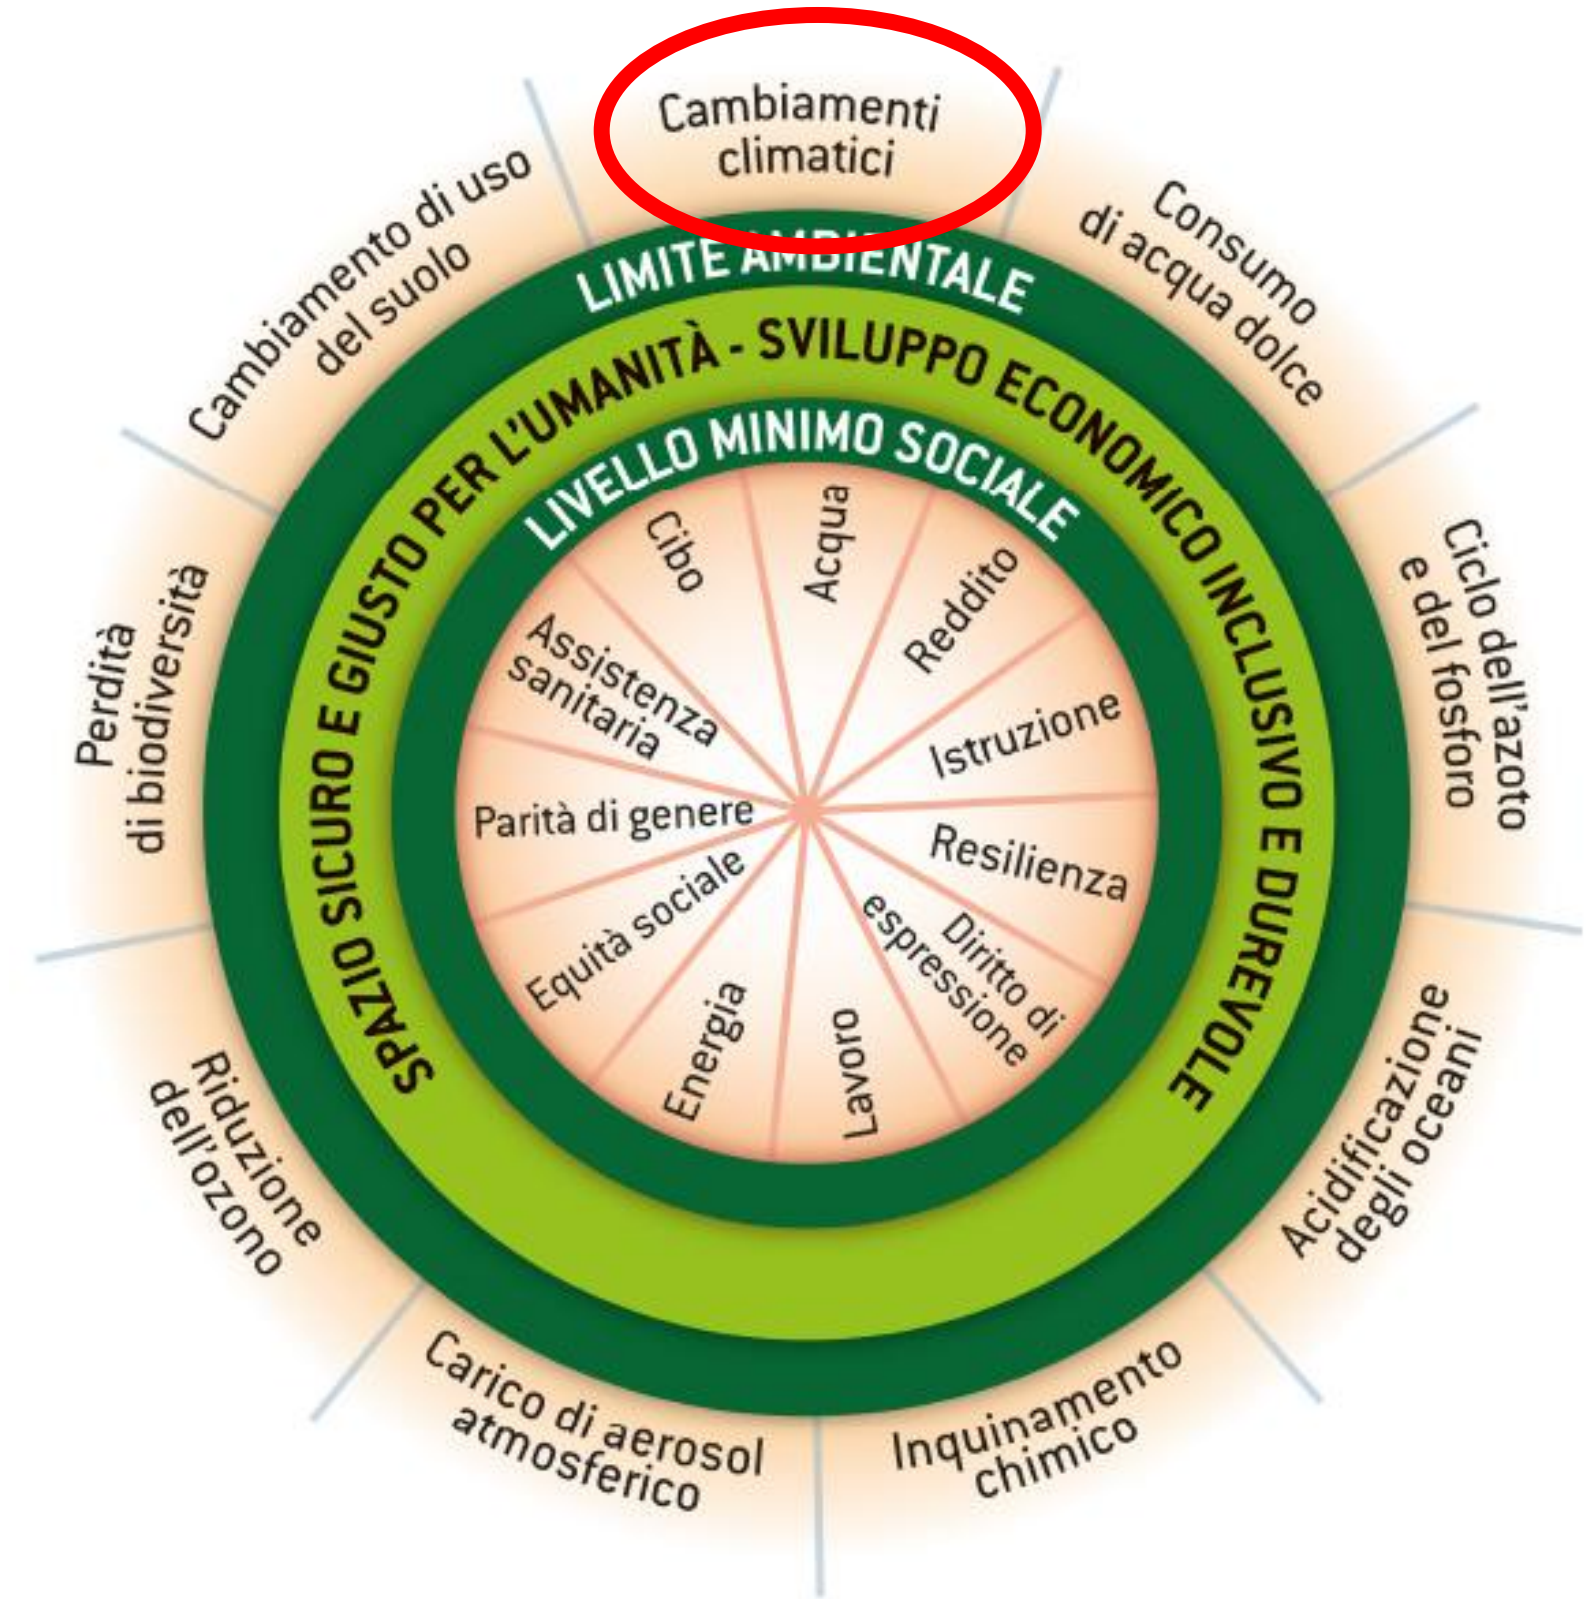 Cambiamenti
climatici
Consumo
di acqua dolce
Ciclo dell'azoto
e del fosforo
Acidificazione
degli oceani
Inquinamento
chimico
Carico di aerosol
atmosferico
Riduzione
dell'ozono
Perdità
di biodiversità
Cambiamento di uso
del suolo
LIMITE AMBIENTALE
SPAZIO SICURO E GIUSTO PER L'UMANITÀ - SVILUPPO ECONOMICO INCLUSIVO E DUREVOLE
LIVELLO MINIMO SOCIALE
Acqua
Reddito
Istruzione
Resilienza
Diritto di
espressione
Lavoro
Energia
Equità sociale
Parità di genere
Assistenza
sanitaria
Cibo